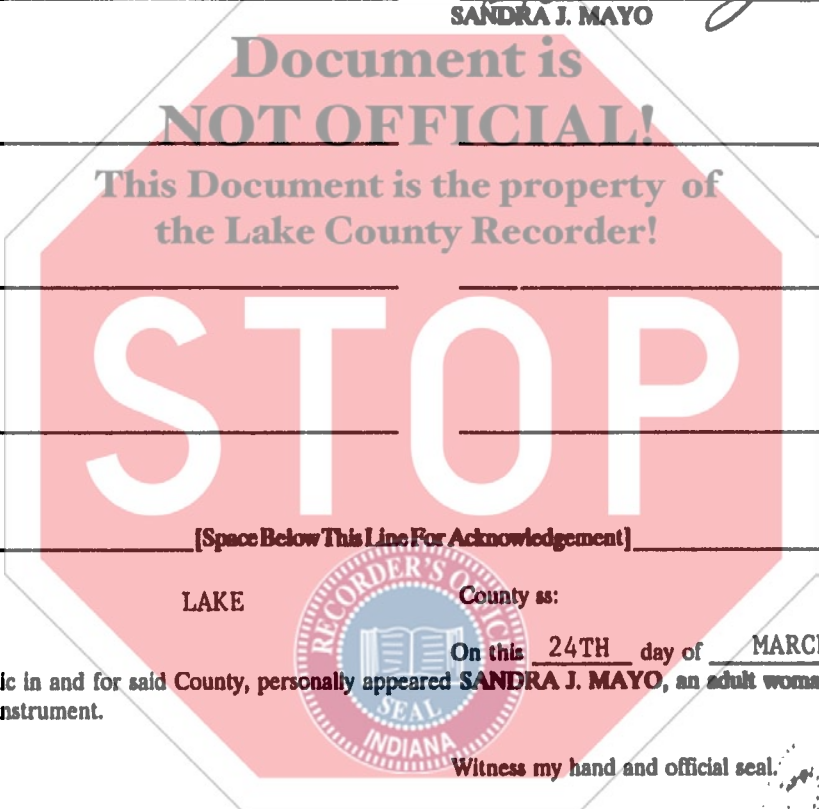 SANDRA J. MAYO
Document is
NOT OFFICIAL!
This Document is the property of
the Lake County Recorder!
STOP
[Space Below This Line For Acknowledgement]
LAKE County ss:
On this 24TH day of MARCH
ic in and for said County, personally appeared SANDRA J. MAYO, an adult woma
nstrument.
RECORDER'S OFFIC
SEAL
INDIANA
Witness my hand and official seal.